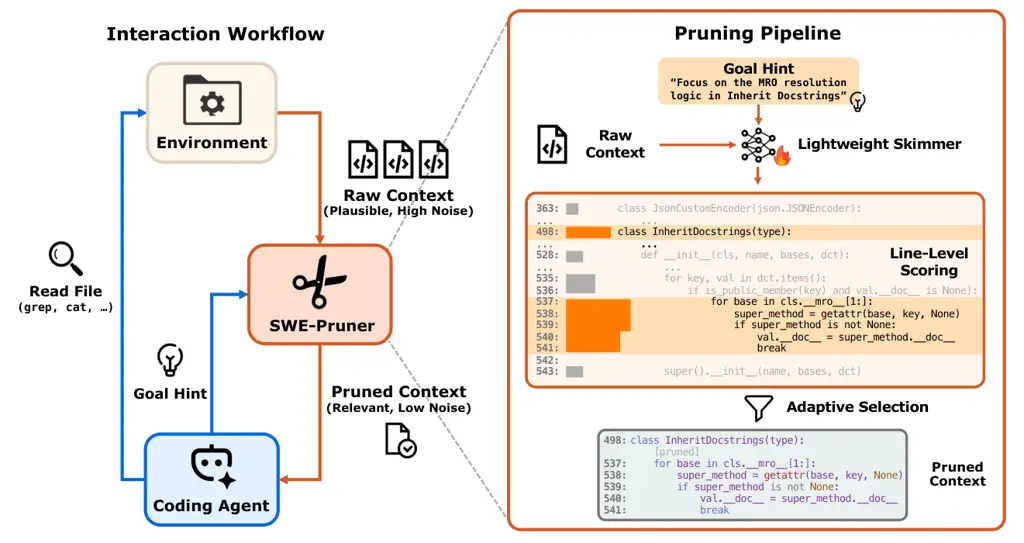 Interaction Workflow
Environment
Raw Context
(Plausible, High Noise)
Read File
(grep, cat, …)
SWE-Pruner
Goal Hint
Pruned Context
(Relevant, Low Noise)
Coding Agent
Pruning Pipeline
Goal Hint
“Focus on the MRO resolution
logic in Inherit Docstrings”
Raw
Context
Lightweight Skimmer
363: class JsonCustomEncoder(json.JSONEncoder):
... ...
498: class InheritDocstrings(type):
... ...
528: def __init__(cls, name, bases, dct):
... ...
535: for key, val in dct.items():
536: if is_public_member(key) and val.__doc__ is None):
537: for base in cls.__mro__[1:]:
538: super_method = getattr(base, key, None)
539: if super_method is not None:
540: val.__doc__ = super_method.__doc__
541: break
542:
543: super().__init__(name, bases, dct)
Line-Level
Scoring
Adaptive Selection
498: class InheritDocstrings(type):
[pruned]
537: for base in cls.__mro__[1:]:
538: super_method = getattr(base, key, None)
539: if super_method is not None:
540: val.__doc__ = super_method.__doc__
541: break
Pruned
Context